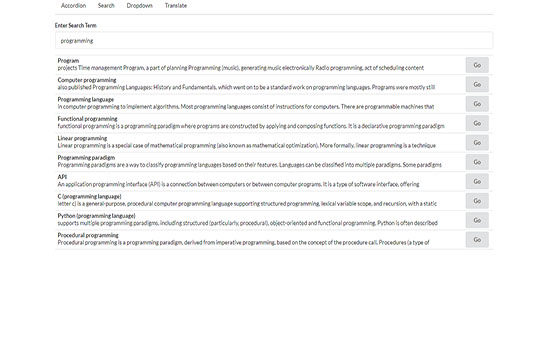 Accordion Search Dropdown Translate
Enter Search Term
programming
Program
projects Time management Program, a part of planning Programming (music), generating music electronically Radio programming, act of scheduling content
Go
Computer programming
also published Programming Languages: History and Fundamentals, which went on to be a standard work on programming languages. Programs were mostly still
Go
Programming language
in computer programming to implement algorithms. Most programming languages consist of instructions for computers. There are programmable machines that
Go
Functional programming
functional programming is a programming paradigm where programs are constructed by applying and composing functions. It is a declarative programming paradigm
Go
Linear programming
Linear programming is a special case of mathematical programming (also known as mathematical optimization). More formally, linear programming is a technique
Go
Programming paradigm
Programming paradigms are a way to classify programming languages based on their features. Languages can be classified into multiple paradigms. Some paradigms
Go
API
An application programming interface (API) is a connection between computers or between computer programs. It is a type of software interface, offering
Go
C (programming language)
letter c) is a general-purpose, procedural computer programming language supporting structured programming, lexical variable scope, and recursion, with a static
Go
Python (programming language)
supports multiple programming paradigms, including structured (particularly, procedural), object-oriented and functional programming. Python is often described
Go
Procedural programming
Procedural programming is a programming paradigm, derived from imperative programming, based on the concept of the procedure call. Procedures (a type of
Go